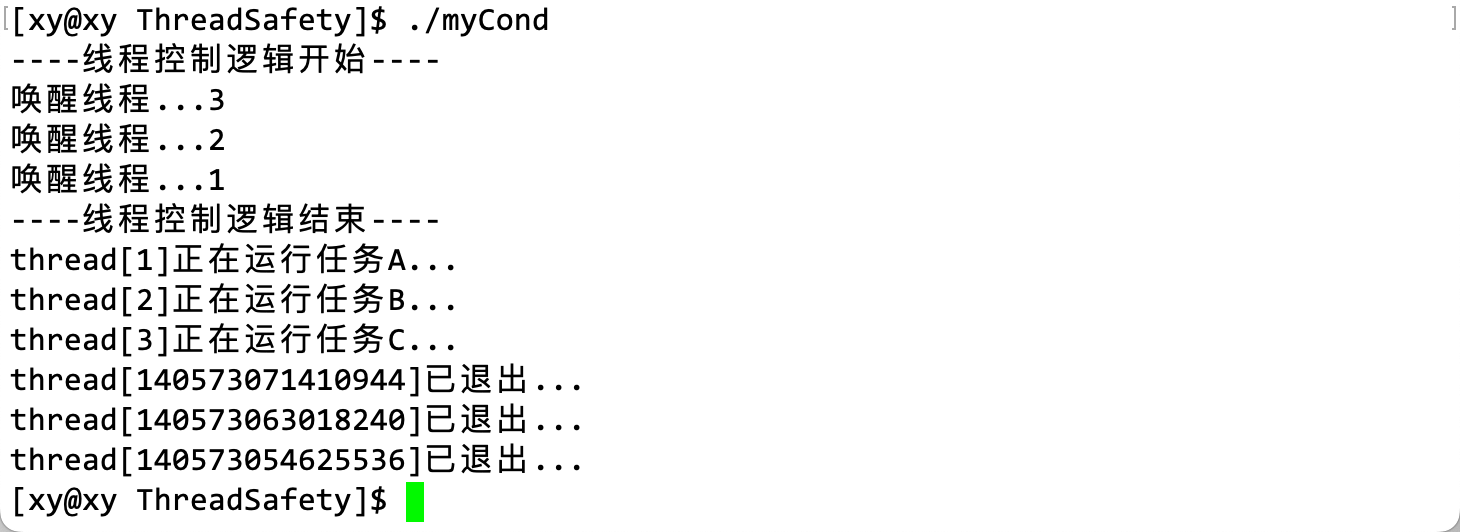 [xy@xy ThreadSafety]$ ./myCond
----线程控制逻辑开始----
唤醒线程...3
唤醒线程...2
唤醒线程...1
----线程控制逻辑结束----
thread[1]正在运行任务A...
thread[2]正在运行任务B...
thread[3]正在运行任务C...
thread[140573071410944]已退出...
thread[140573063018240]已退出...
thread[140573054625536]已退出...
[xy@xy ThreadSafety]$